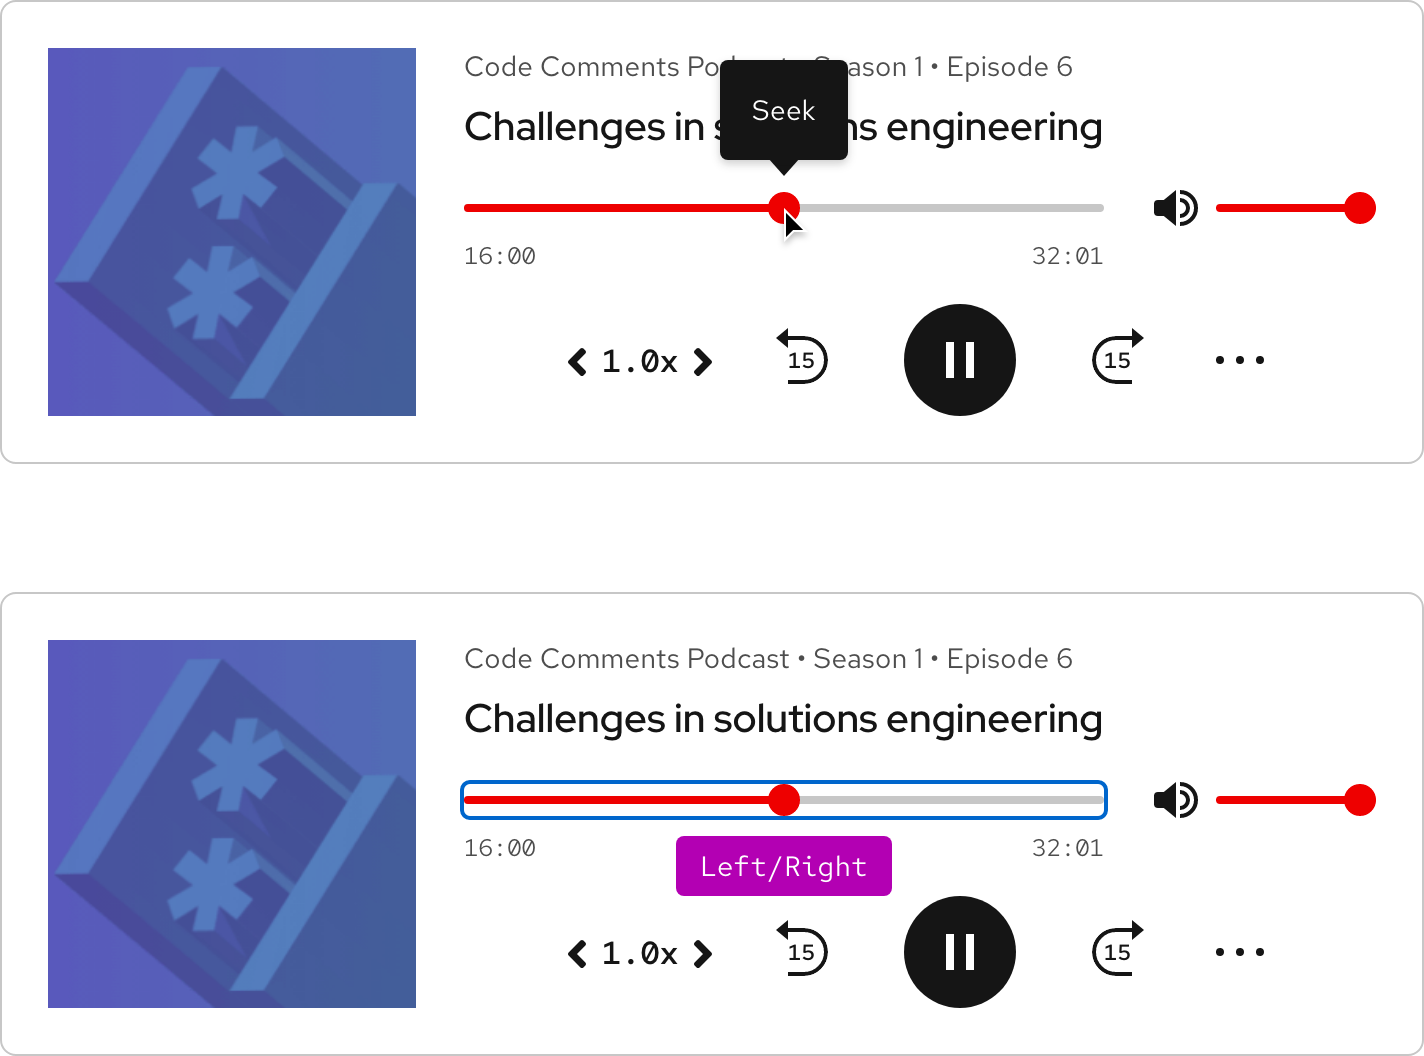 Code Comments Po ason 1 • Episode 6
Seek
Challenges in s ns engineering
16:00 32:01
1.0x 15 15
Code Comments Podcast • Season 1 • Episode 6
Challenges in solutions engineering
16:00 32:01
Left/Right
1.0x 15 15